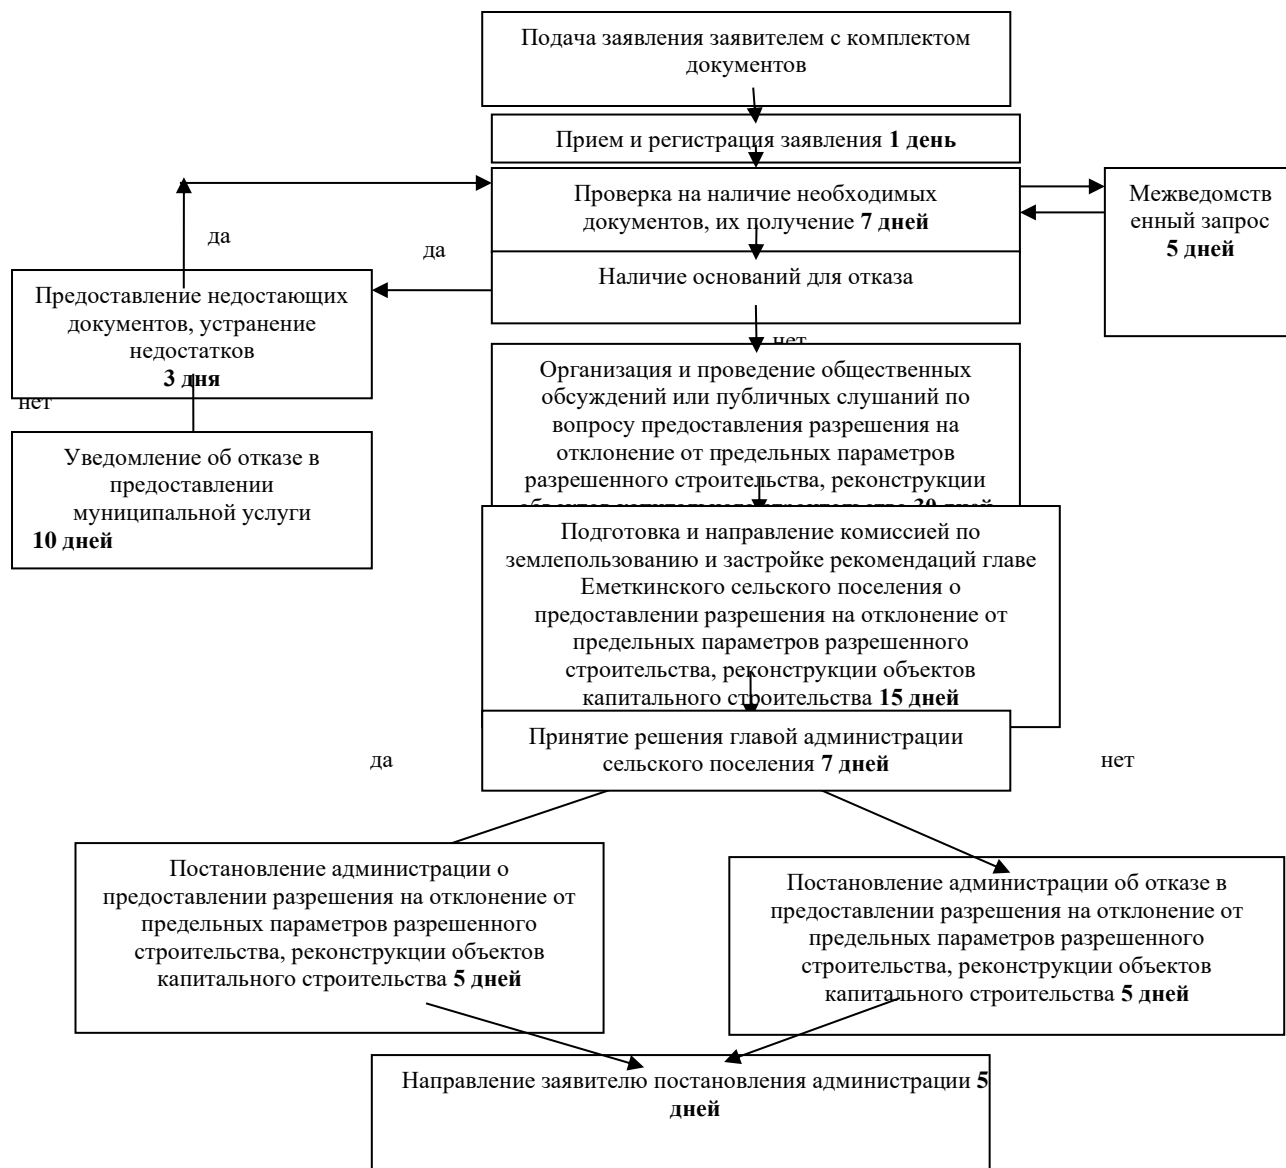 Подача заявления заявителем с комплектом
документов
Прием и регистрация заявления 1 день
Проверка на наличие необходимых
документов, их получение 7 дней
Межведомств
енный запрос
5 дней
да
да
Наличие оснований для отказа
Предоставление недостающих
документов, устранение
недостатков
3 дня
нет
нет
Организация и проведение общественных
обсуждений или публичных слушаний по
вопросу предоставления разрешения на
отклонение от предельных параметров
разрешенного строительства, реконструкции
объектов капитального строительства 30 дней
Уведомление об отказе в
предоставлении
муниципальной услуги
10 дней
Подготовка и направление комиссией по
землепользованию и застройке рекомендаций главе
Еметкинского сельского поселения о
предоставлении разрешения на отклонение от
предельных параметров разрешенного
строительства, реконструкции объектов
капитального строительства 15 дней
Принятие решения главой администрации
сельского поселения 7 дней
да
нет
Постановление администрации о
предоставлении разрешения на отклонение от
предельных параметров разрешенного
строительства, реконструкции объектов
капитального строительства 5 дней
Постановление администрации об отказе в
предоставлении разрешения на отклонение от
предельных параметров разрешенного
строительства, реконструкции объектов
капитального строительства 5 дней
Направление заявителю постановления администрации 5
дней